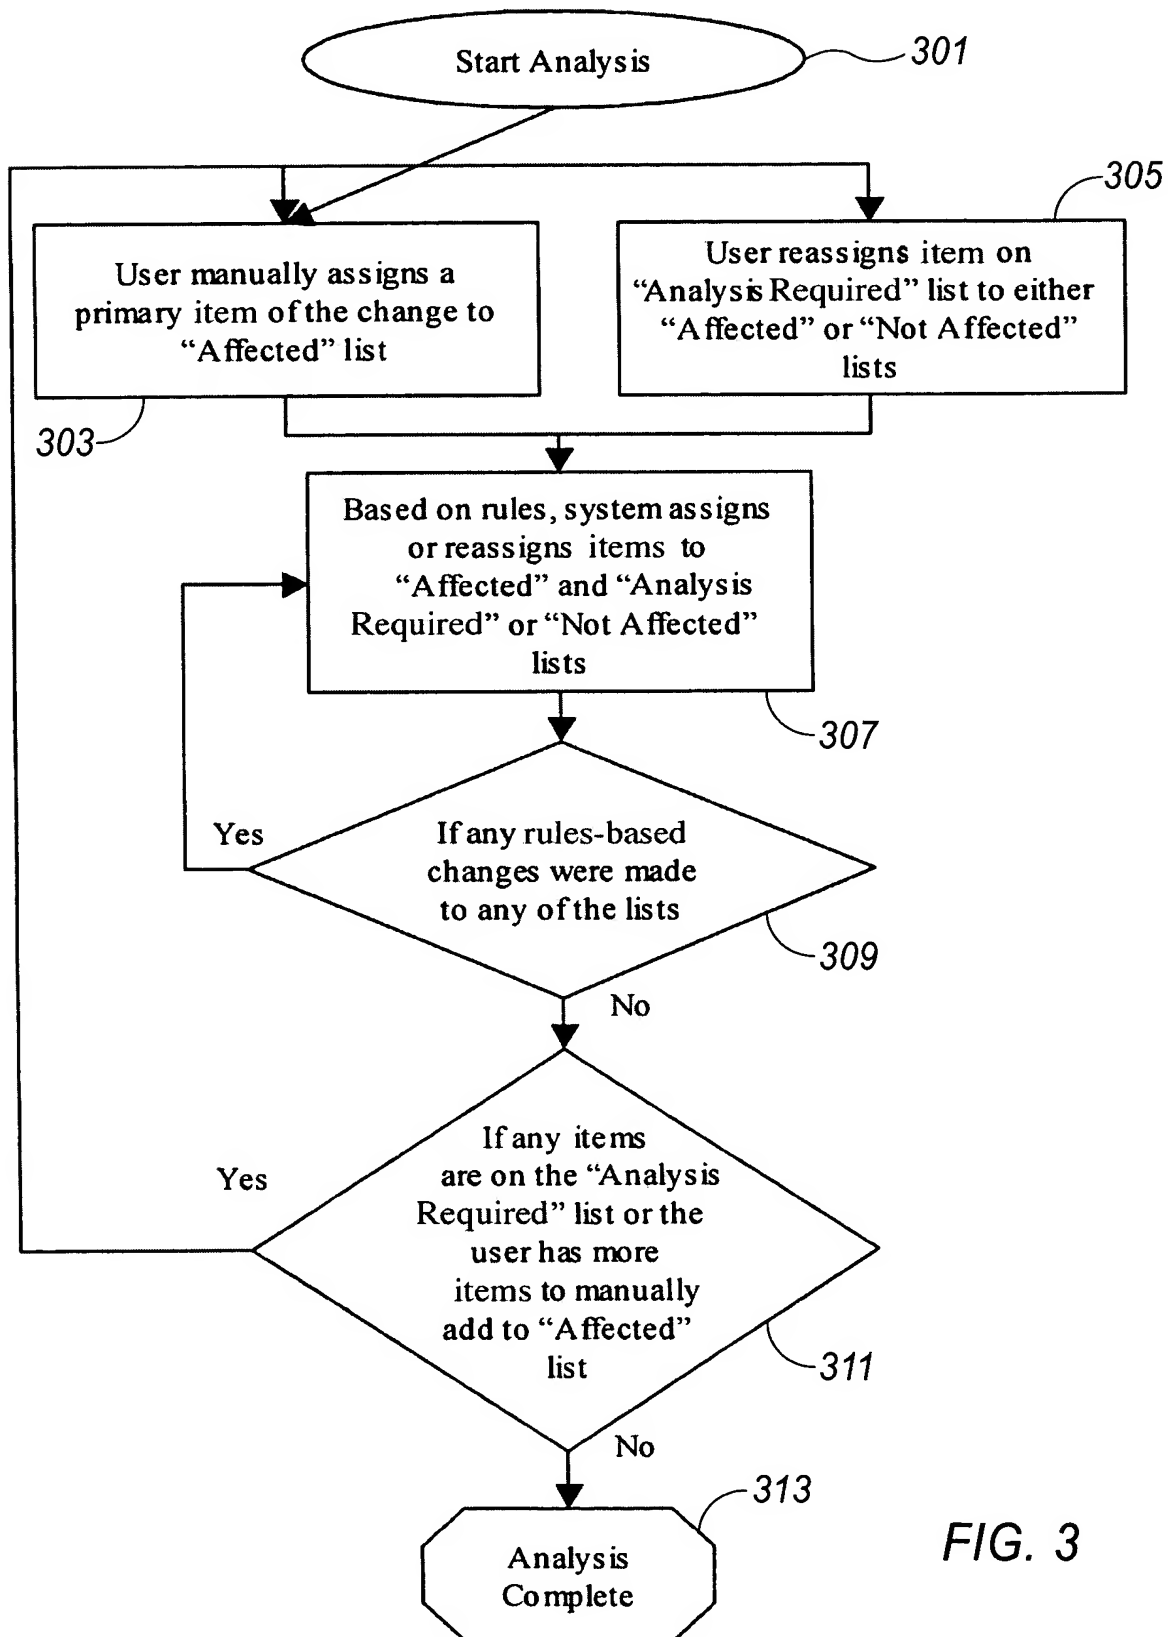 Start Analysis
301
305
User manually assigns a
primary item of the change to
“Affected” list
User reassigns item on
“Analysis Required” list to either
“Affected” or “Not Affected”
lists
303
Based on rules, system assigns
or reassigns items to
“Affected” and “Analysis
Required” or “Not Affected”
lists
307
Yes
If any rules-based
changes were made
to any of the lists
309
No
Yes
If any items
are on the “Analysis
Required” list or the
user has more
items to manually
add to “Affected”
list
311
No
313
Analysis
Complete
FIG. 3